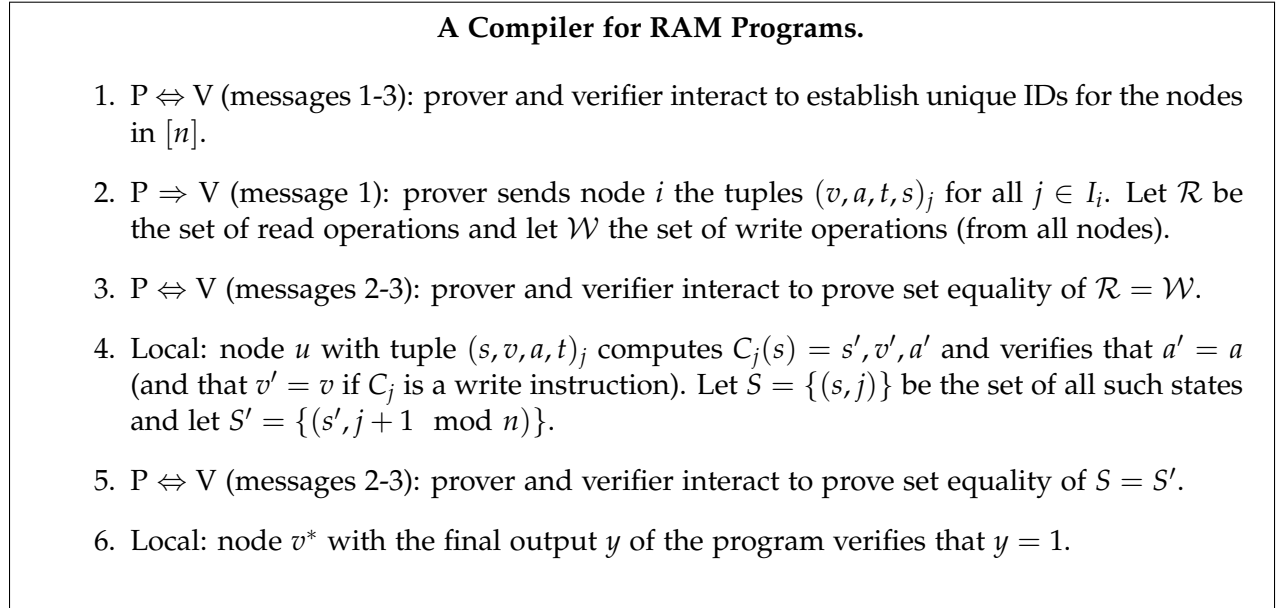 A Compiler for RAM Programs.
1. P ⇔ V (messages 1-3): prover and verifier interact to establish unique IDs for the nodes
in [n].
2. P ⇒ V (message 1): prover sends node i the tuples (v, a, t, s)_j for all j ∈ I_i. Let ℛ be
the set of read operations and let 𝒲 the set of write operations (from all nodes).
3. P ⇔ V (messages 2-3): prover and verifier interact to prove set equality of ℛ = 𝒲.
4. Local: node u with tuple (s, v, a, t)_j computes C_j(s) = s′, v′, a′ and verifies that a′ = a
(and that v′ = v if C_j is a write instruction). Let S = {(s, j)} be the set of all such states
and let S′ = {(s′, j + 1 mod n)}.
5. P ⇔ V (messages 2-3): prover and verifier interact to prove set equality of S = S′.
6. Local: node v* with the final output y of the program verifies that y = 1.